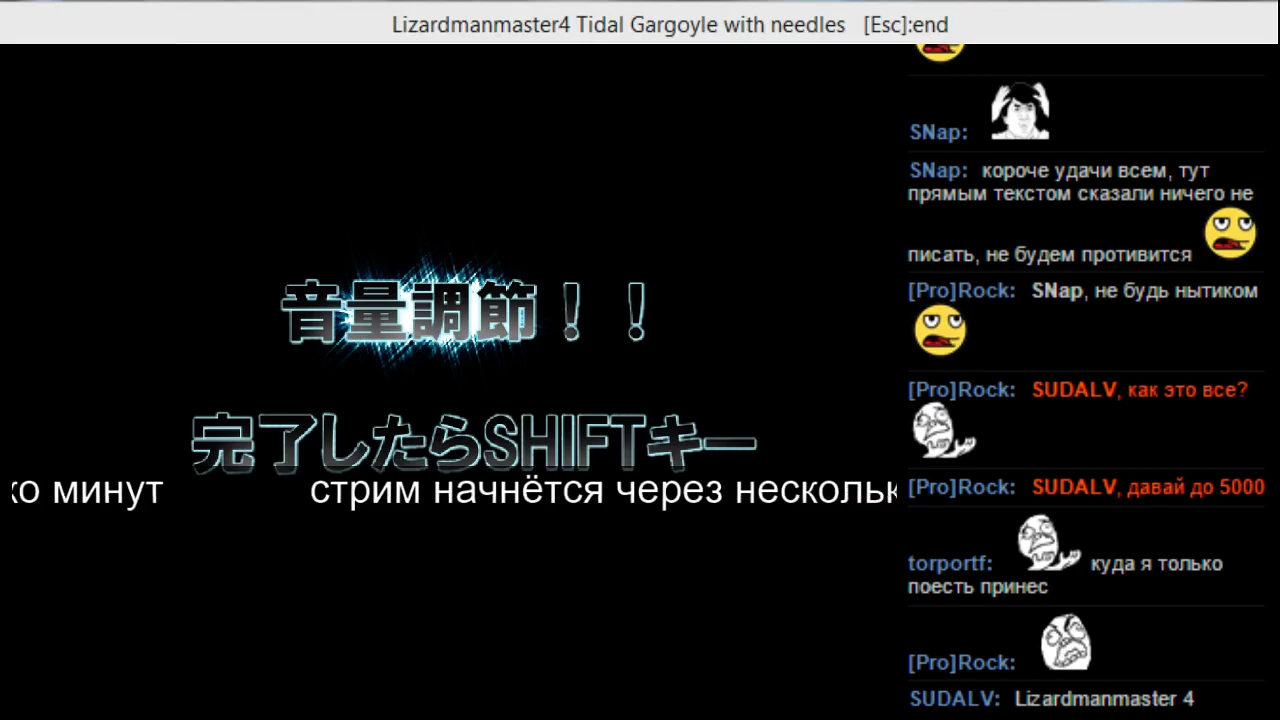 Lizardmanmaster4 Tidal Gargoyle with needles [Esc]:end
音量調節！！
完了したらSHIFTキー
ко минут стрим начнётся через нескольк
SNap:
SNap: короче удачи всем, тут
прямым текстом сказали ничего не
писать, не будем противится
[Pro]Rock: SNap, не будь нытиком
[Pro]Rock: SUDALV, как это все?
[Pro]Rock: SUDALV, давай до 5000
torportf: куда я только
поесть принес
[Pro]Rock:
SUDALV: Lizardmanmaster 4